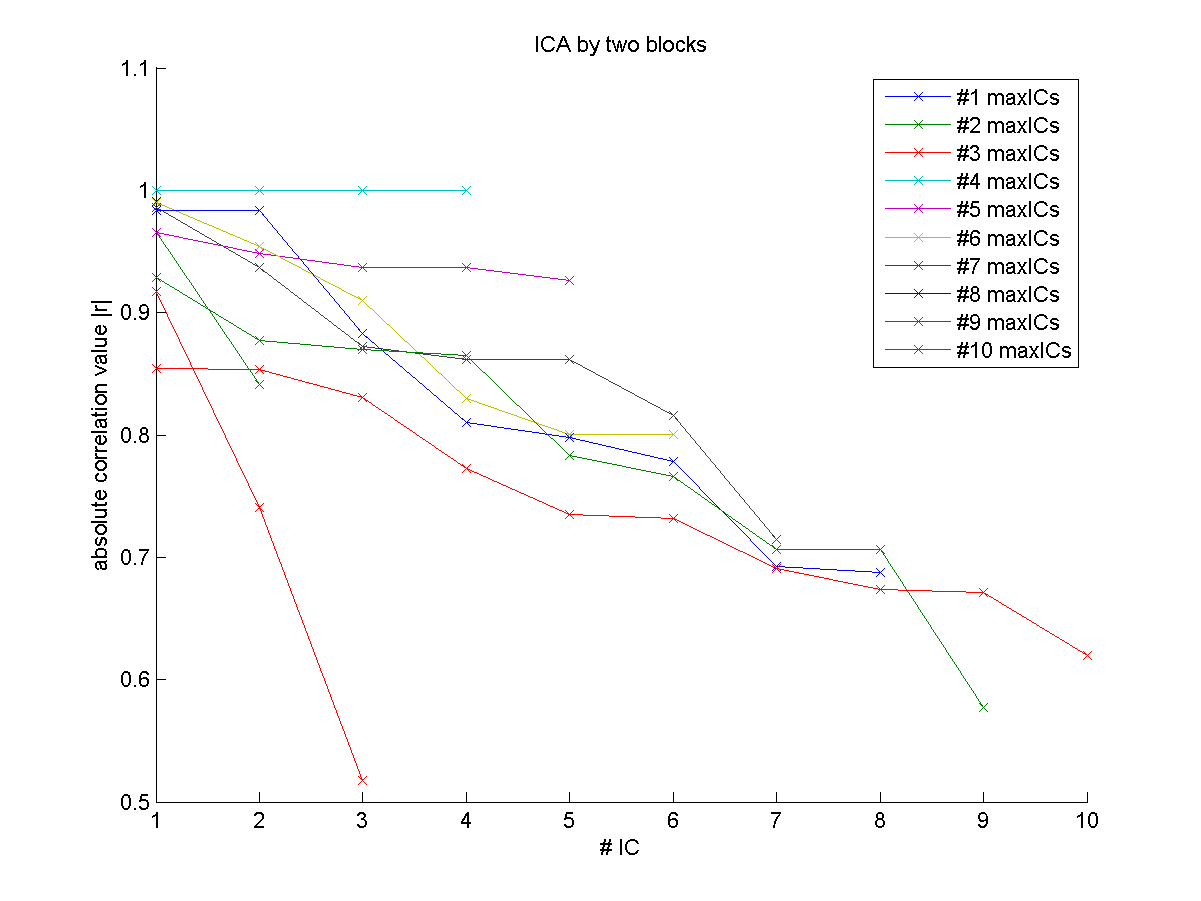 ICA by two blocks
1.1
1
0.9
0.8
0.7
0.6
0.5
absolute correlation value |r|
1 2 3 4 5 6 7 8 9 10
# IC
#1 maxICs
#2 maxICs
#3 maxICs
#4 maxICs
#5 maxICs
#6 maxICs
#7 maxICs
#8 maxICs
#9 maxICs
#10 maxICs